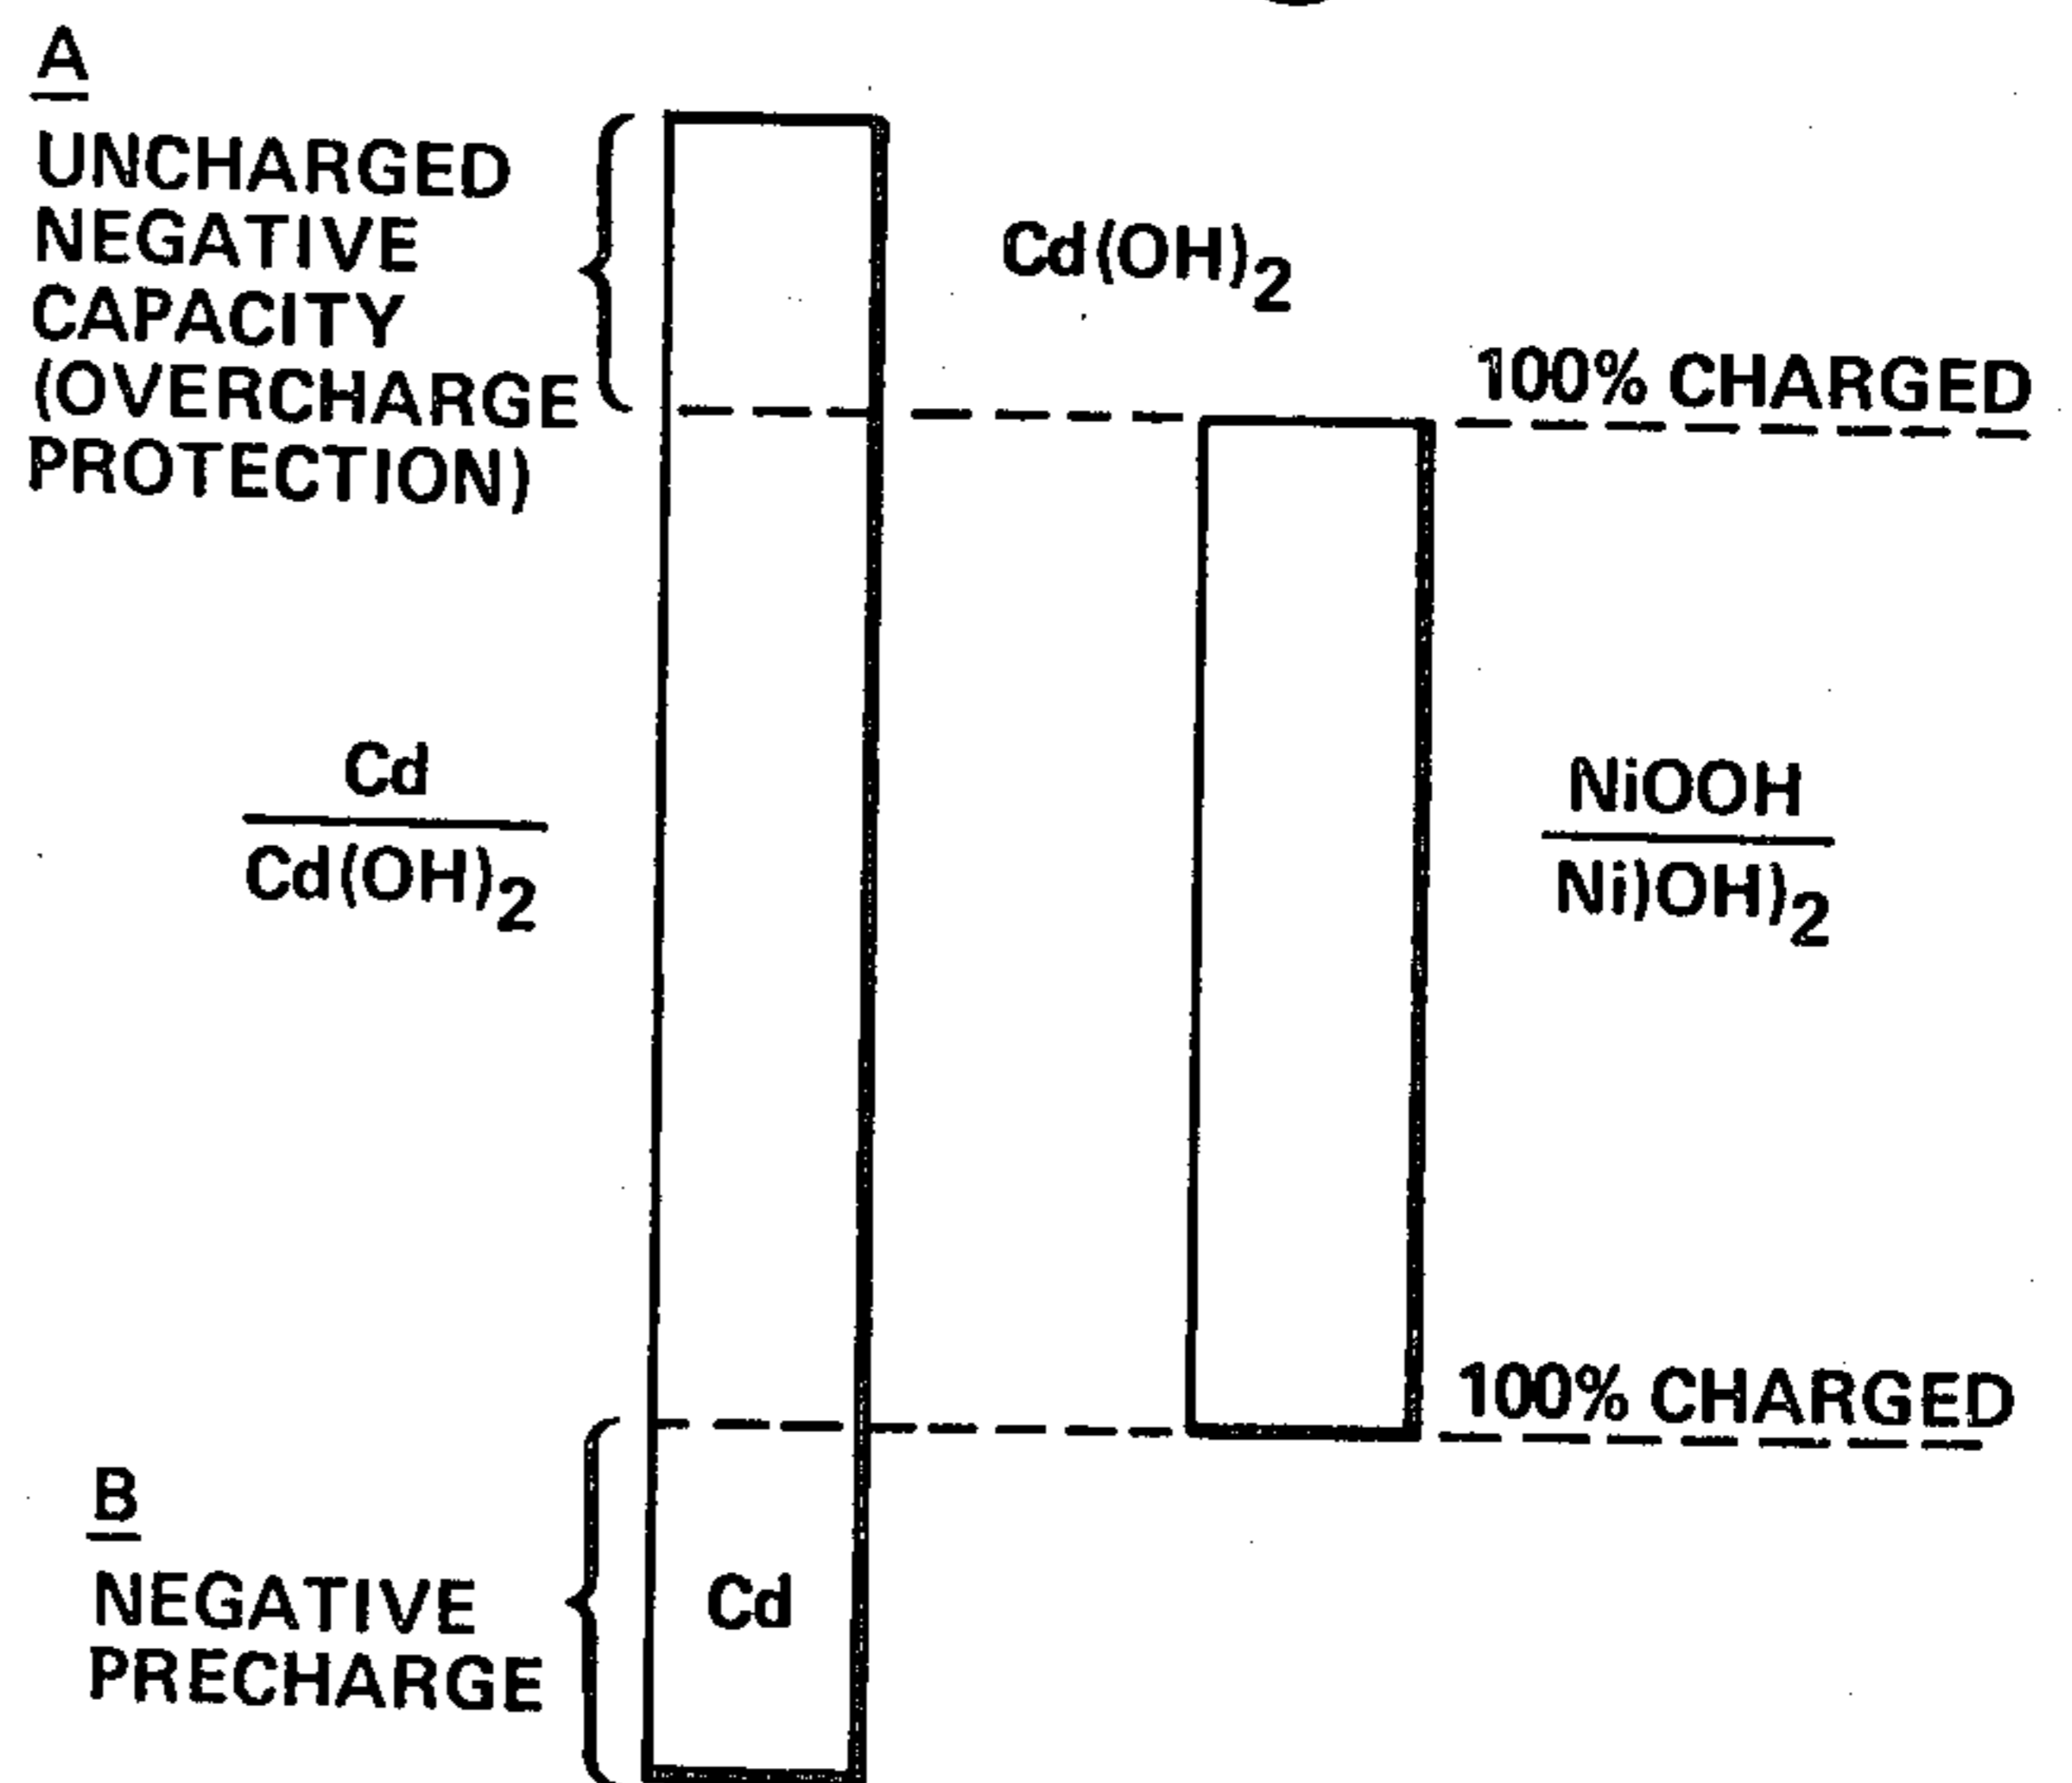 A
UNCHARGED
NEGATIVE
CAPACITY
(OVERCHARGE
PROTECTION)
Cd(OH)2
100% CHARGED
Cd
Cd(OH)2
NiOOH
Ni)OH)2
100% CHARGED
B
NEGATIVE
PRECHARGE
Cd